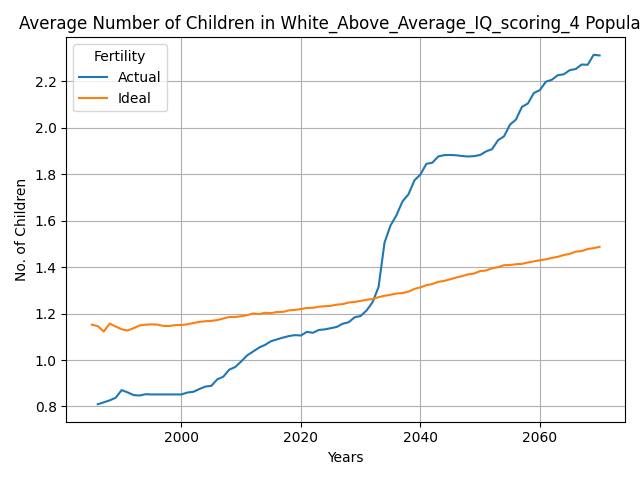 Average Number of Children in White_Above_Average_IQ_scoring_4 Popula
Fertility
Actual
Ideal
No. of Children
2.2
2.0
1.8
1.6
1.4
1.2
1.0
0.8
2000 2020 2040 2060
Years